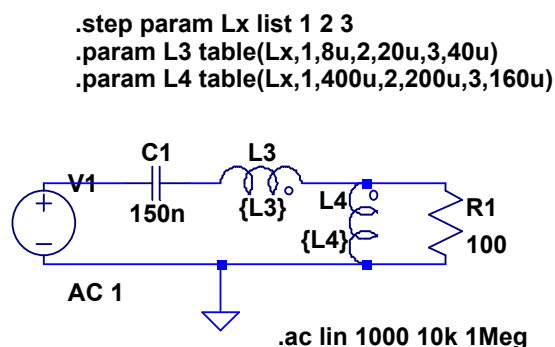 .step param Lx list 1 2 3
.param L3 table(Lx,1,8u,2,20u,3,40u)
.param L4 table(Lx,1,400u,2,200u,3,160u)
C1
L3
V1
+
150n
{L3}
L4
R1
{L4}
100
AC 1
.ac lin 1000 10k 1Meg